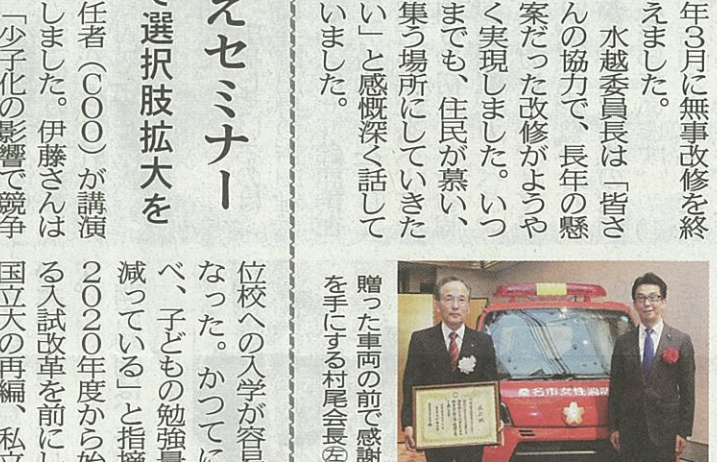 年３月に無事改修を終
えました。
水越委員長は「皆さ
んの協力で、長年の懸
案だった改修がようや
く実現しました。いつ
までも、住民が慕い、
集う場所にしていきた
い」と感慨深く話して
いました。
贈った車両の前で感謝
を手にする村尾会長㊧
桑名市女性消防
えセミナー
選択肢拡大を
任者（ＣＯＯ）が講演
しました。伊藤さんは
「少子化の影響で競争
位校への入学が容易
なった。かつてに
べ、子どもの勉強量
減っている」と指摘
２０２０年度から始
る入試改革を前にし
国立大の再編、私立